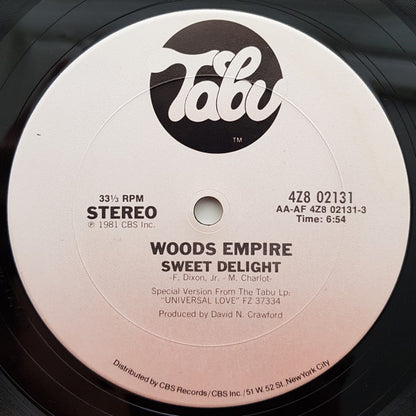 Tabu
TM
33⅓ RPM
STEREO
℗ 1981 CBS Inc.
4Z8 02131
AA-AF 4Z8 02131-3
Time: 6:54
WOODS EMPIRE
SWEET DELIGHT
-F. Dixon, Jr. - M. Charlot-
Special Version From The Tabu Lp:
"UNIVERSAL LOVE" FZ 37334
Produced by David N. Crawford
Distributed by CBS Records/CBS Inc./51 W. 52 St. New York City